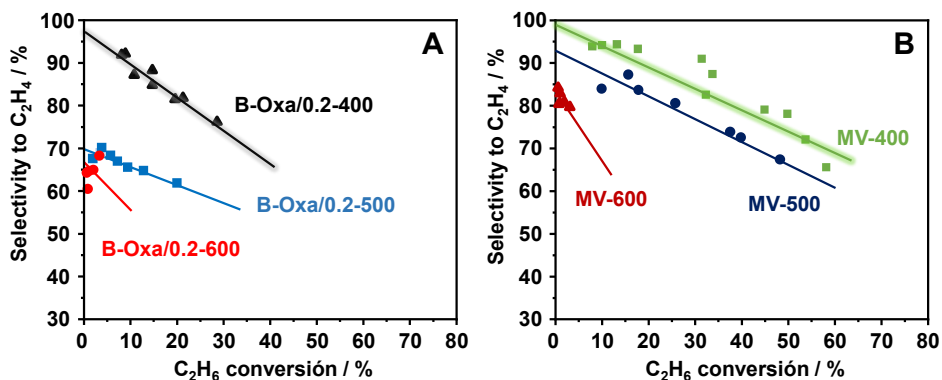 A
Selectivity to C₂H₄ / %
100
90
80
70
60
50
40
30
0 10 20 30 40 50 60 70 80
C₂H₆ conversión / %
B-Oxa/0.2-400
B-Oxa/0.2-500
B-Oxa/0.2-600
B
Selectivity to C₂H₄ / %
100
90
80
70
60
50
40
30
0 10 20 30 40 50 60 70 80
C₂H₆ conversión / %
MV-400
MV-600
MV-500